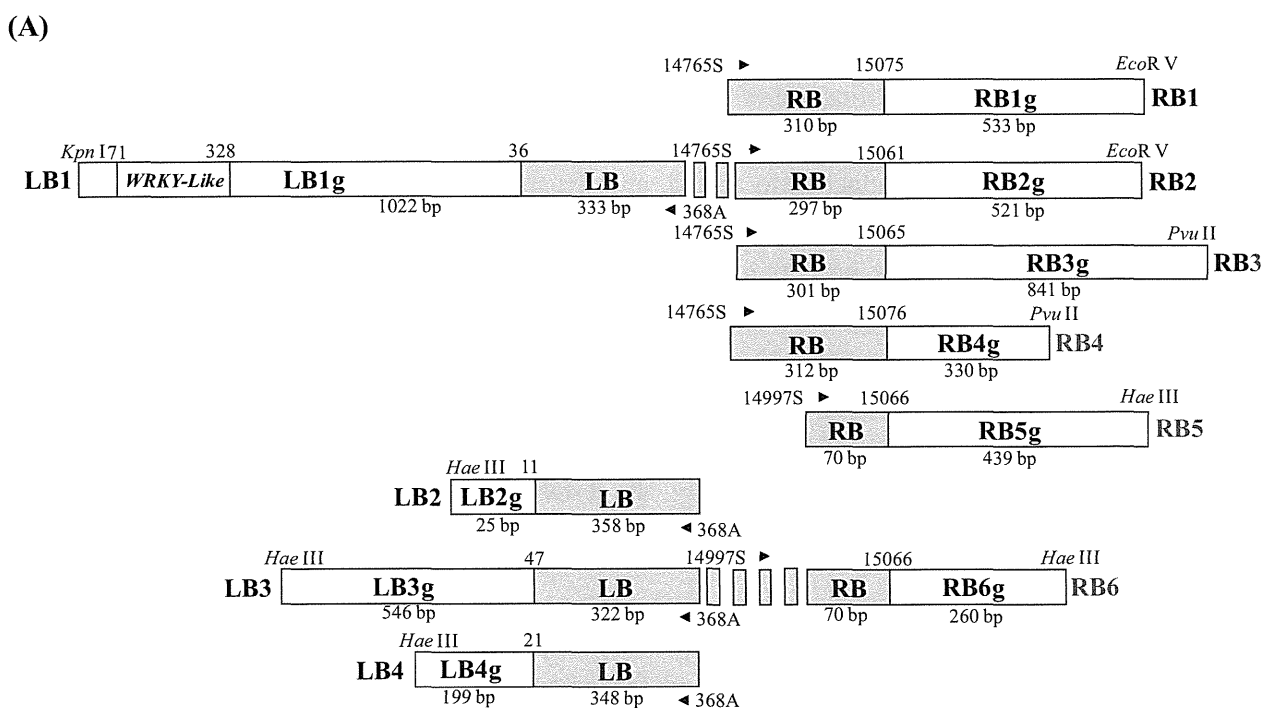 (A)
14765S 15075 EcoR V
RB RB1g RB1
310 bp 533 bp
Kpn I 71 328 36 14765S 15061 EcoR V
LB1 WRKY-Like LB1g LB RB RB2g RB2
1022 bp 333 bp 368A 297 bp 521 bp
14765S 15065 Pvu II
RB RB3g RB3
301 bp 841 bp
14765S 15076 Pvu II
RB RB4g RB4
312 bp 330 bp
14997S 15066 Hae III
RB RB5g RB5
70 bp 439 bp
Hae III 11
LB2 LB2g LB
25 bp 358 bp 368A
Hae III 47 14997S 15066 Hae III
LB3 LB3g LB RB RB6g RB6
546 bp 322 bp 368A 70 bp 260 bp
Hae III 21
LB4 LB4g LB
199 bp 348 bp 368A